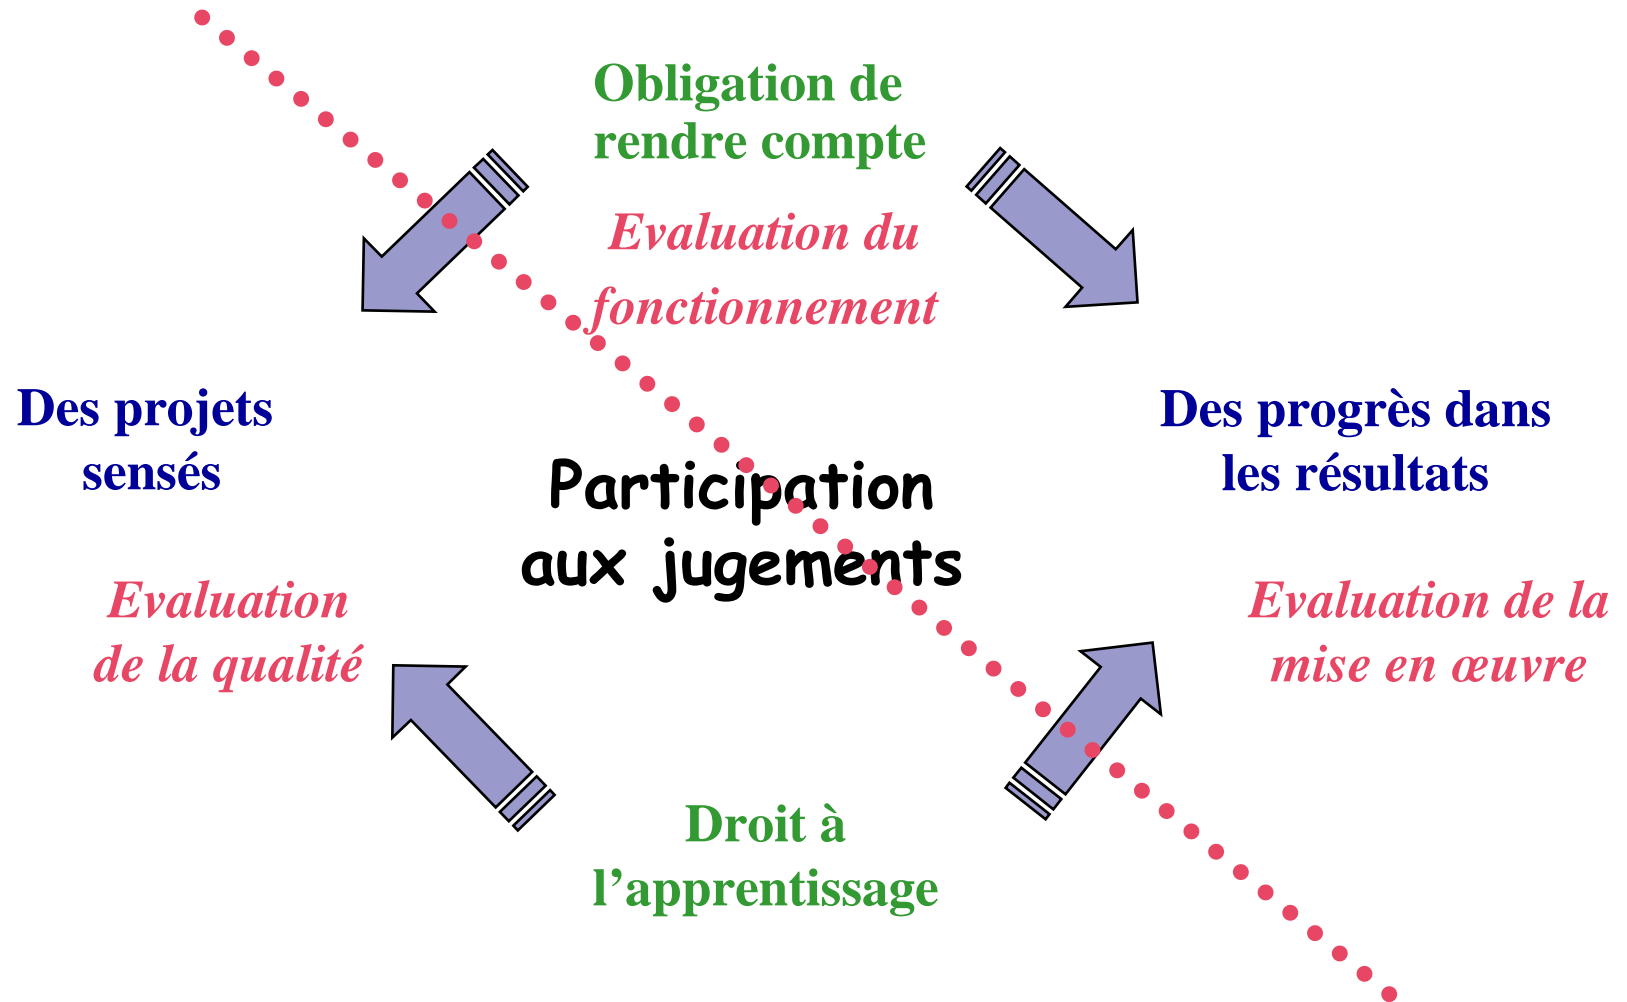 Obligation de
rendre compte
Evaluation du
fonctionnement
Des projets
sensés
Des progrès dans
les résultats
Participation
aux jugements
Evaluation
de la qualité
Evaluation de la
mise en œuvre
Droit à
l’apprentissage